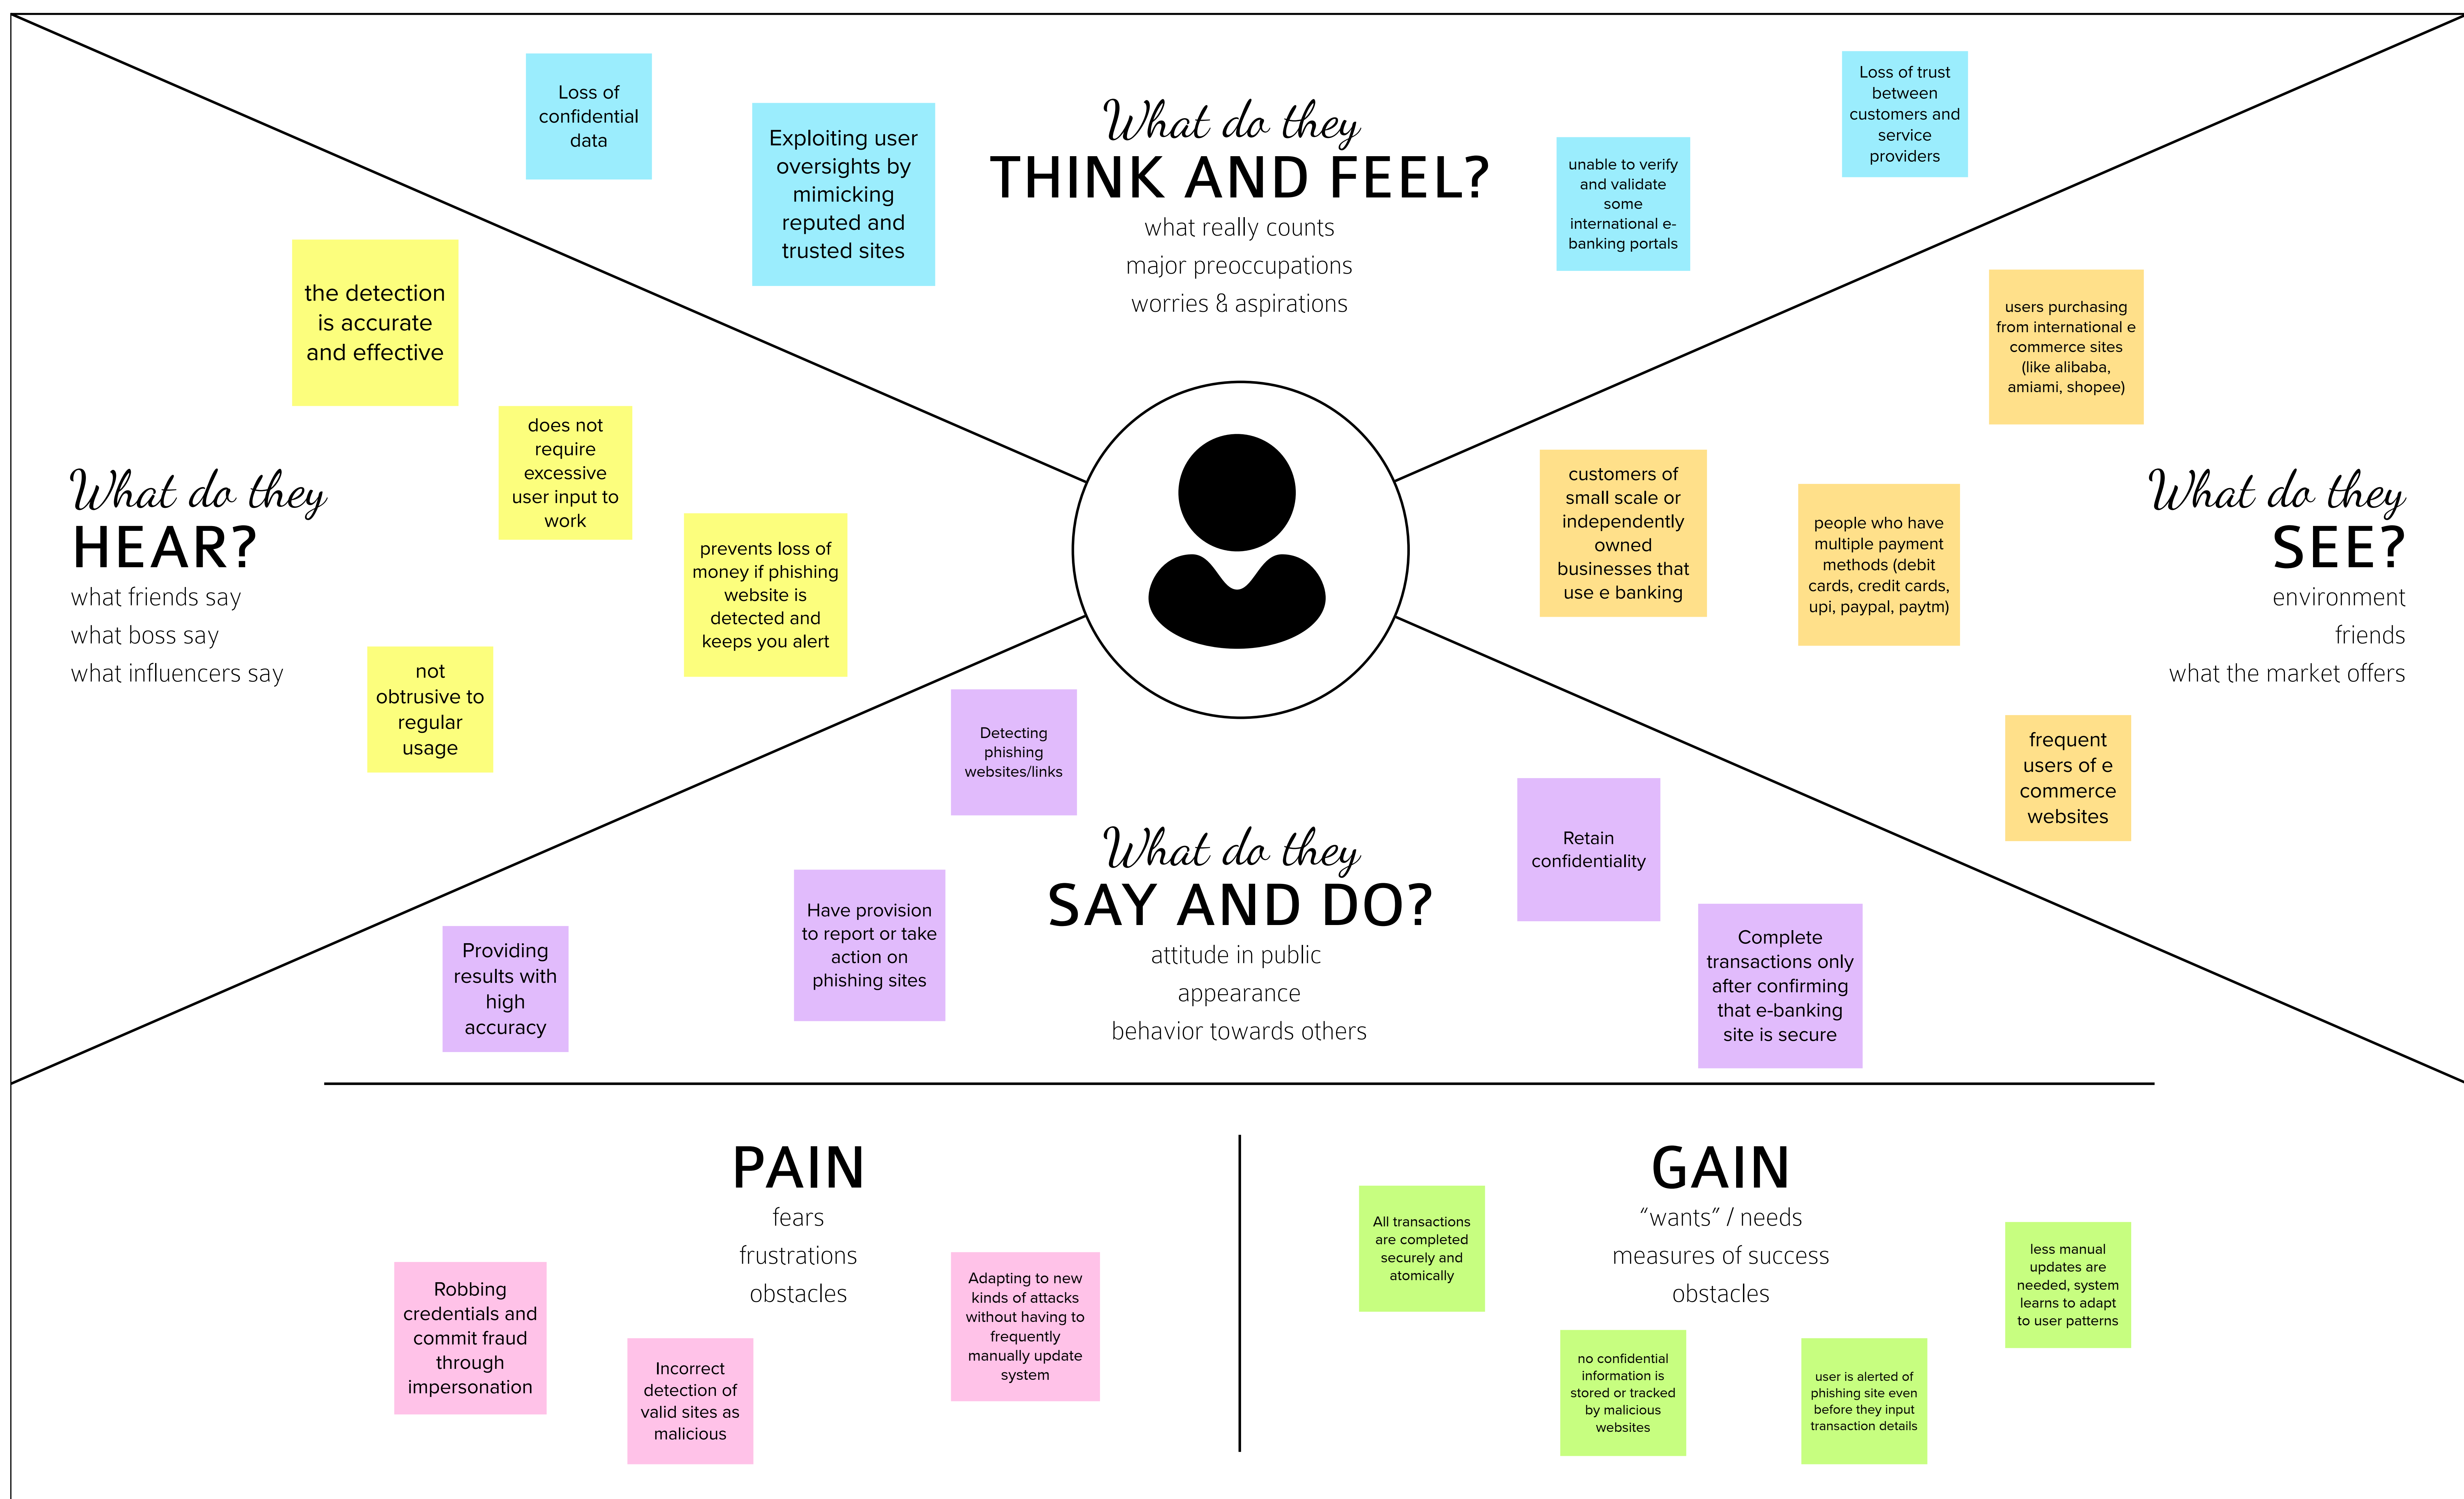 Loss of
confidential
data
Exploiting user
oversights by
mimicking
reputed and
trusted sites
What do they
THINK AND FEEL?
what really counts
major preoccupations
worries & aspirations
unable to verify
and validate
some
international e-
banking portals
Loss of trust
between
customers and
service
providers
the detection
is accurate
and effective
does not
require
excessive
user input to
work
What do they
HEAR?
what friends say
what boss say
what influencers say
prevents loss of
money if phishing
website is
detected and
keeps you alert
not
obtrusive to
regular
usage
users purchasing
from international e
commerce sites
(like alibaba,
amiami, shopee)
customers of
small scale or
independently
owned
businesses that
use e banking
people who have
multiple payment
methods (debit
cards, credit cards,
upi, paypal, paytm)
What do they
SEE?
environment
friends
what the market offers
frequent
users of e
commerce
websites
Detecting
phishing
websites/links
What do they
SAY AND DO?
attitude in public
appearance
behavior towards others
Have provision
to report or take
action on
phishing sites
Providing
results with
high
accuracy
Retain
confidentiality
Complete
transactions only
after confirming
that e-banking
site is secure
PAIN
fears
frustrations
obstacles
Robbing
credentials and
commit fraud
through
impersonation
Incorrect
detection of
valid sites as
malicious
Adapting to new
kinds of attacks
without having to
frequently
manually update
system
GAIN
“wants” / needs
measures of success
obstacles
All transactions
are completed
securely and
atomically
no confidential
information is
stored or tracked
by malicious
websites
user is alerted of
phishing site even
before they input
transaction details
less manual
updates are
needed, system
learns to adapt
to user patterns